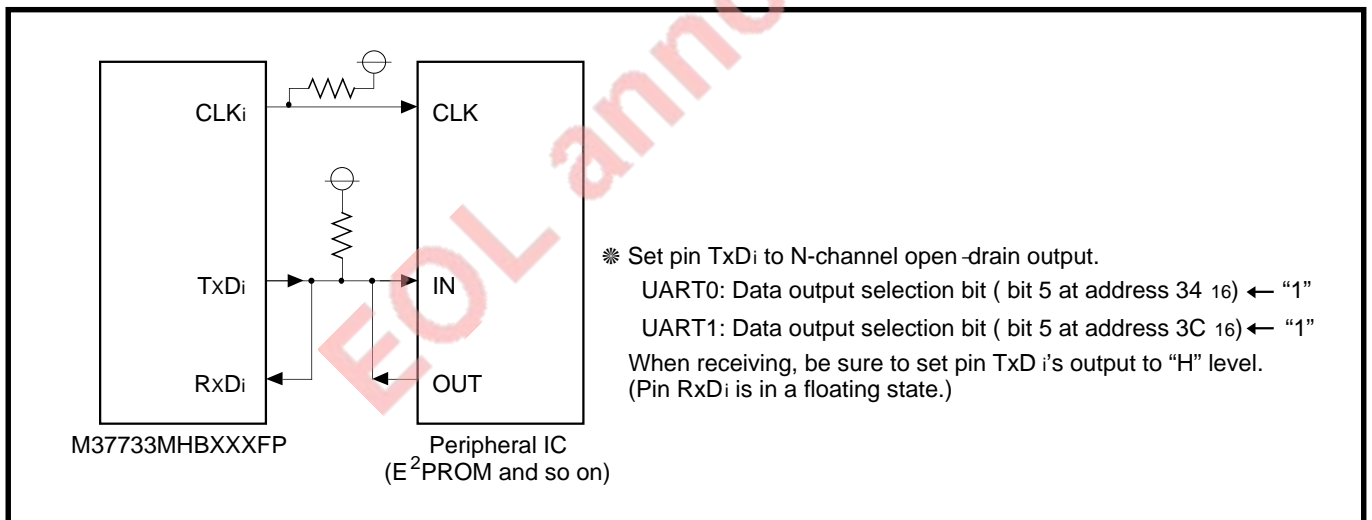 CLKi
CLK
TxDi
IN
RxDi
OUT
M37733MHBXXXFP
Peripheral IC
(E2PROM and so on)
❊ Set pin TxDi to N-channel open-drain output.
UART0: Data output selection bit ( bit 5 at address 34 16) ← “1”
UART1: Data output selection bit ( bit 5 at address 3C 16) ← “1”
When receiving, be sure to set pin TxD i’s output to “H” level.
(Pin RxDi is in a floating state.)
EOL anno